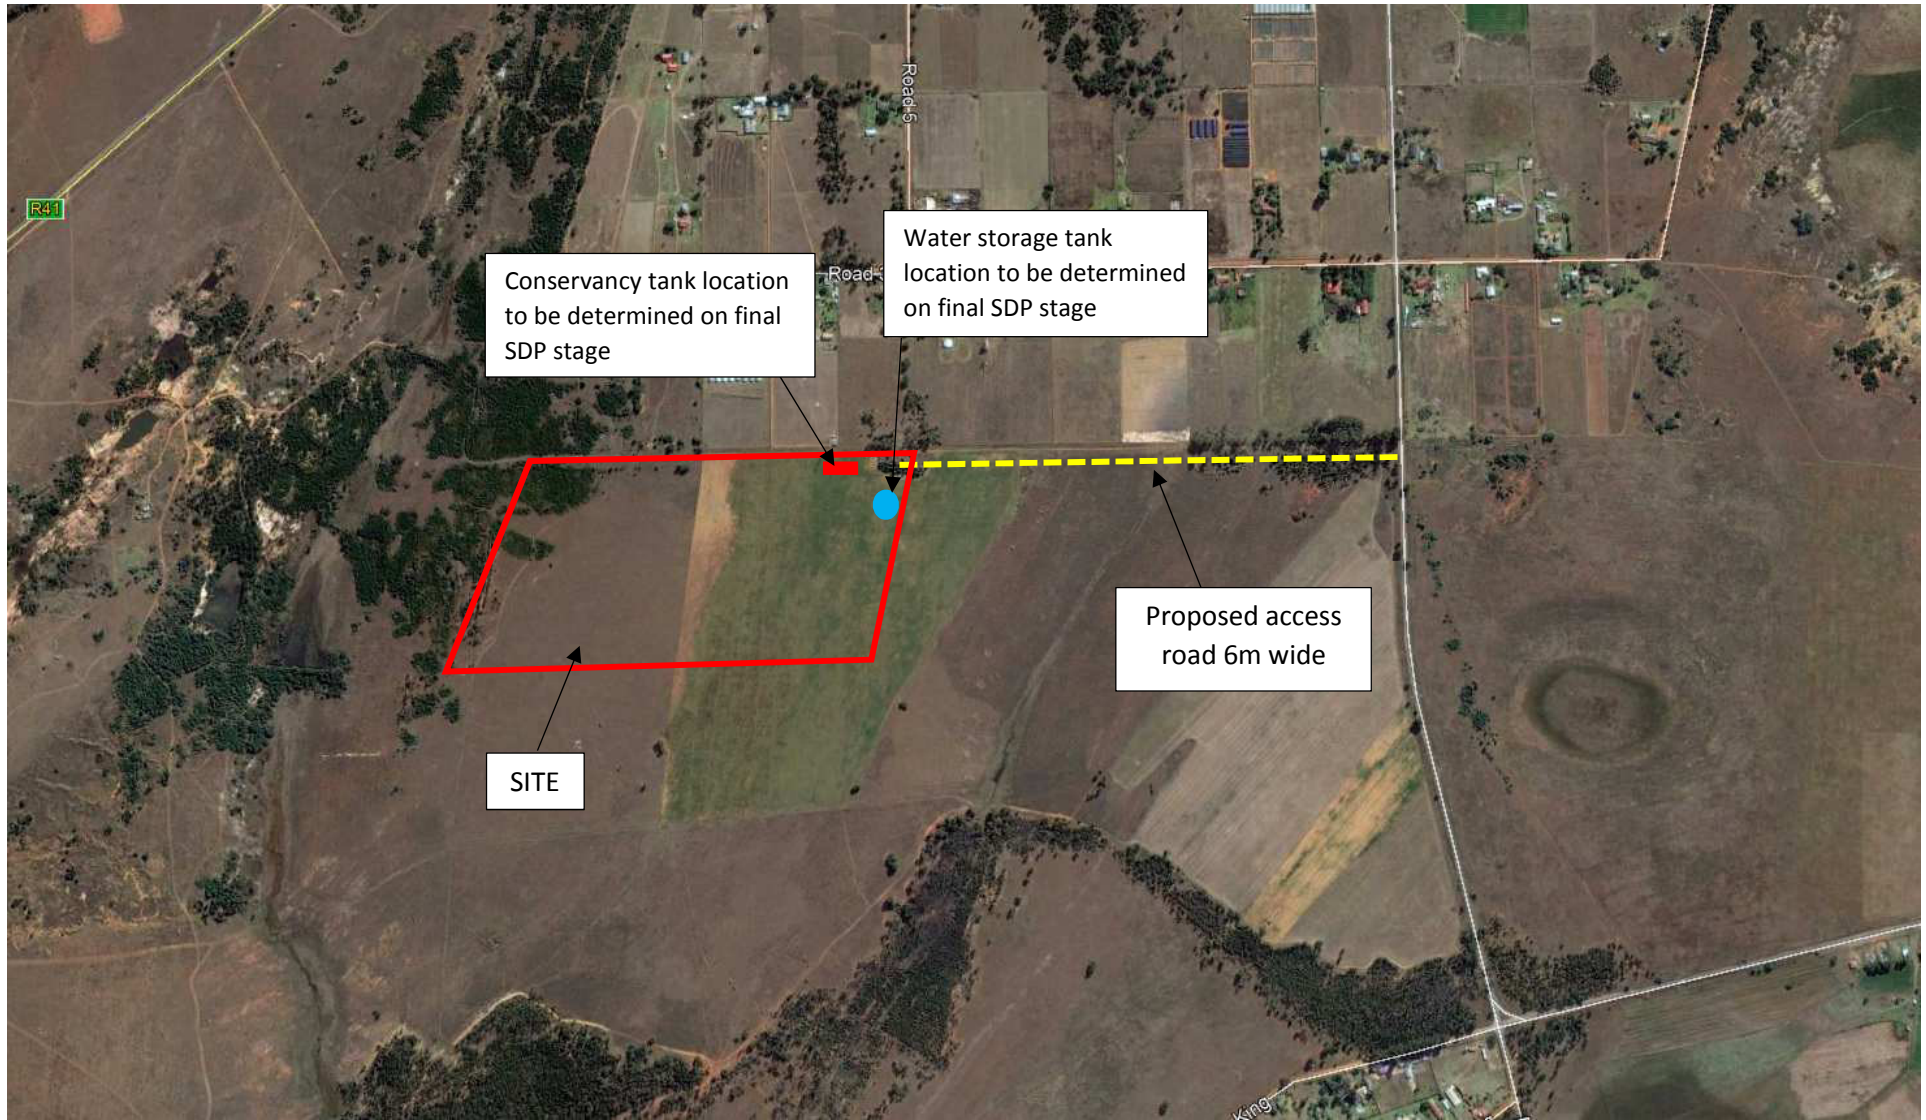 Road 5
R41
Water storage tank
location to be determined
on final SDP stage
Conservancy tank location
to be determined on final
SDP stage
Road
Proposed access
road 6m wide
SITE
King